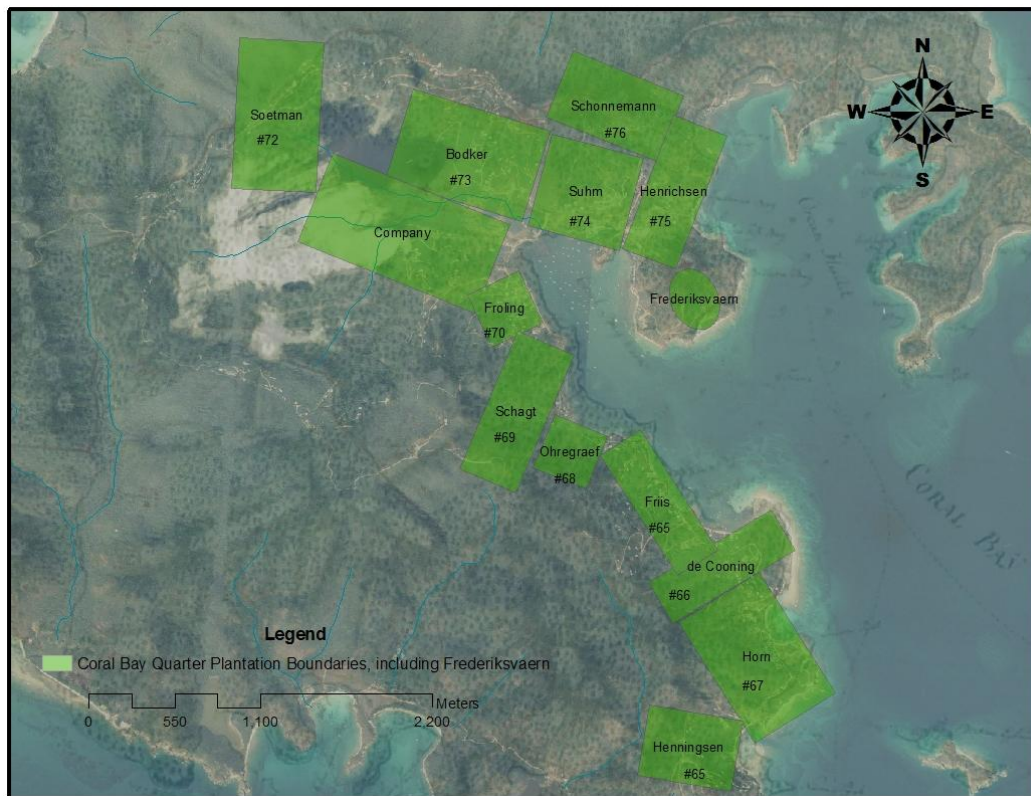 N
W E
S
Schonnemann
#76
Soetman
#72
Bodker
#73
Suhm
#74
Henrichsen
#75
Company
Frederiksvaern
Froling
#70
Schagt
#69
Ohregraef
#68
Friis
#65
CORAL BAY
de Cooning
#66
Horn
#67
Henningsen
#65
Legend
Coral Bay Quarter Plantation Boundaries, including Frederiksvaern
Meters
0 550 1,100 2,200